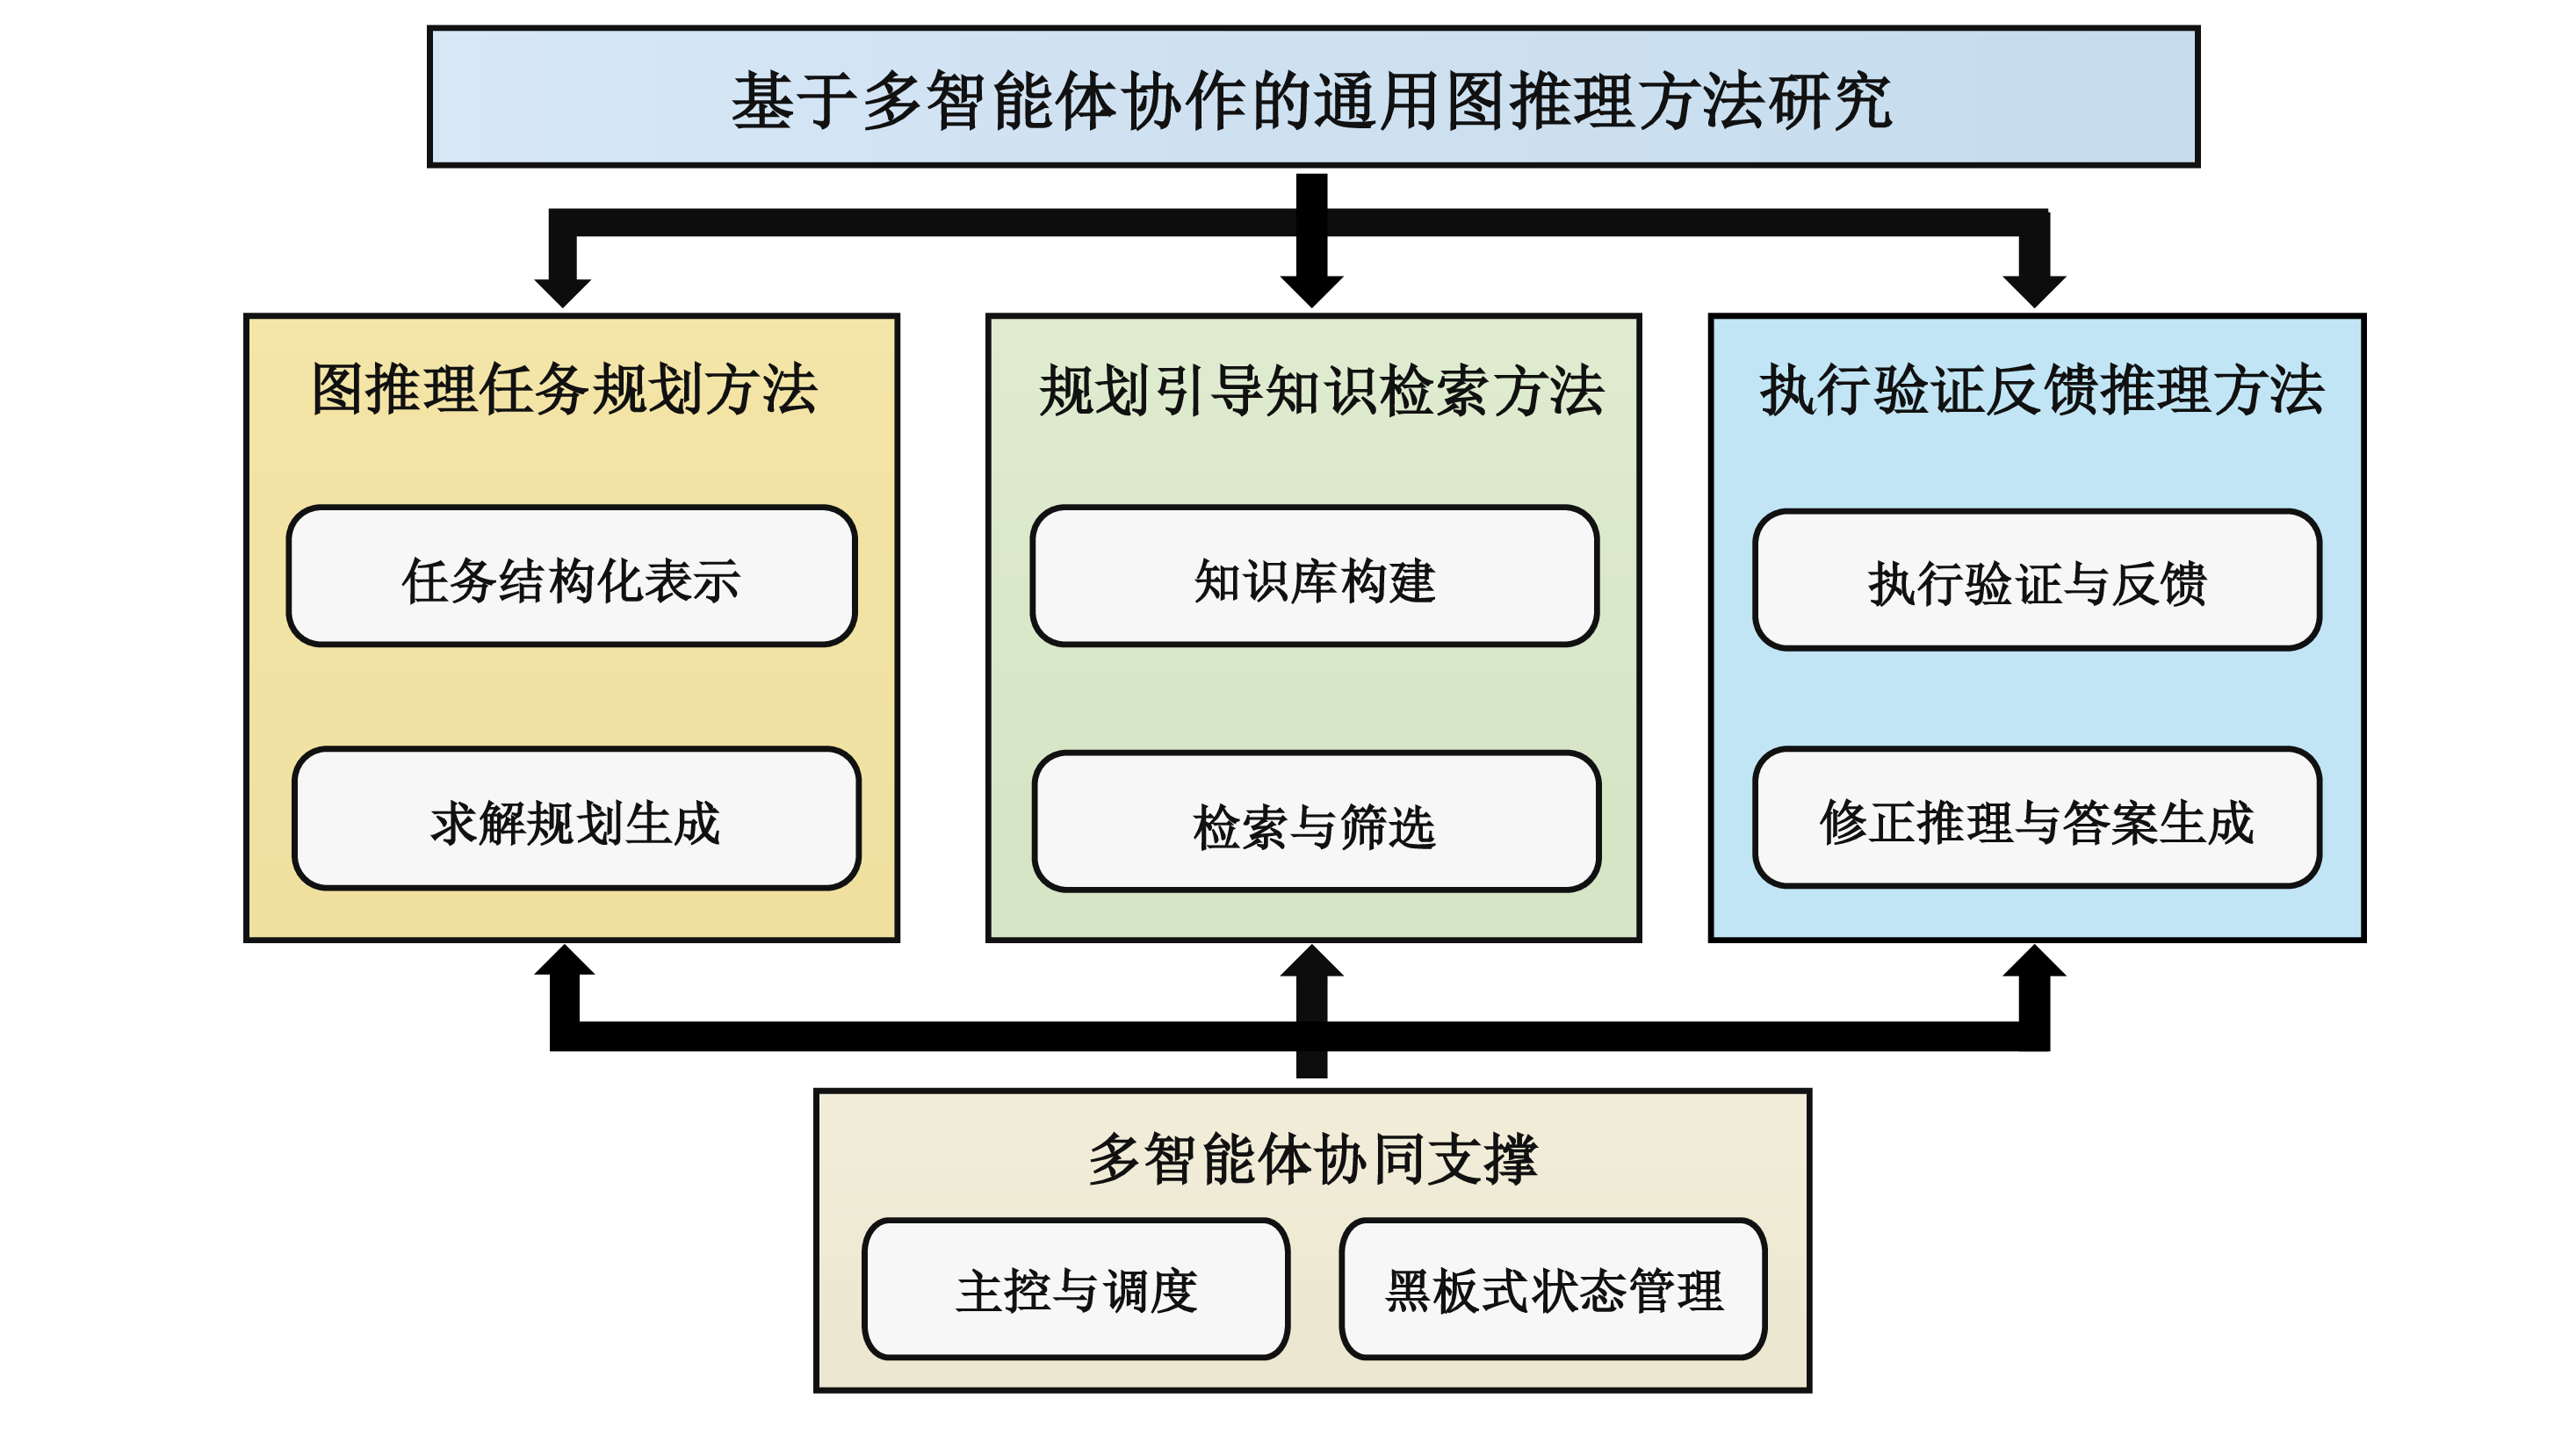 基于多智能体协作的通用图推理方法研究
图推理任务规划方法
任务结构化表示
求解规划生成
规划引导知识检索方法
知识库构建
检索与筛选
执行验证反馈推理方法
执行验证与反馈
修正推理与答案生成
多智能体协同支撑
主控与调度
黑板式状态管理